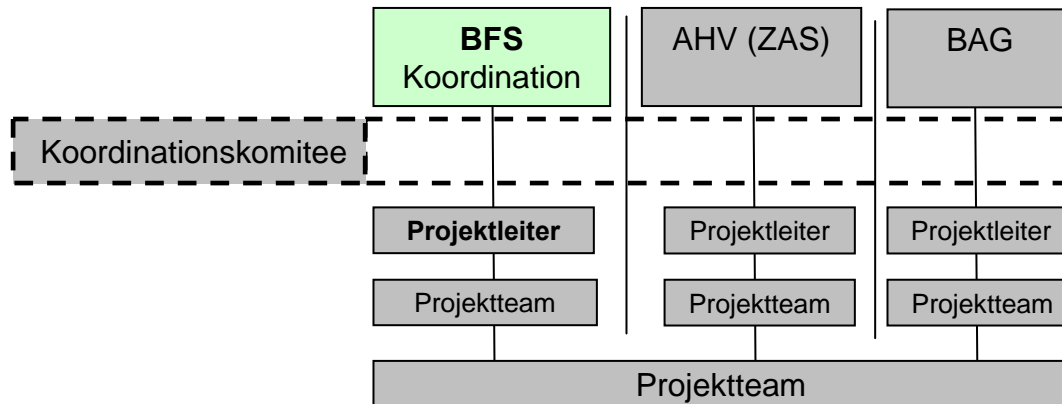 BFS
Koordination
AHV (ZAS)
BAG
Koordinationskomitee
Projektleiter
Projektleiter
Projektleiter
Projektteam
Projektteam
Projektteam
Projektteam